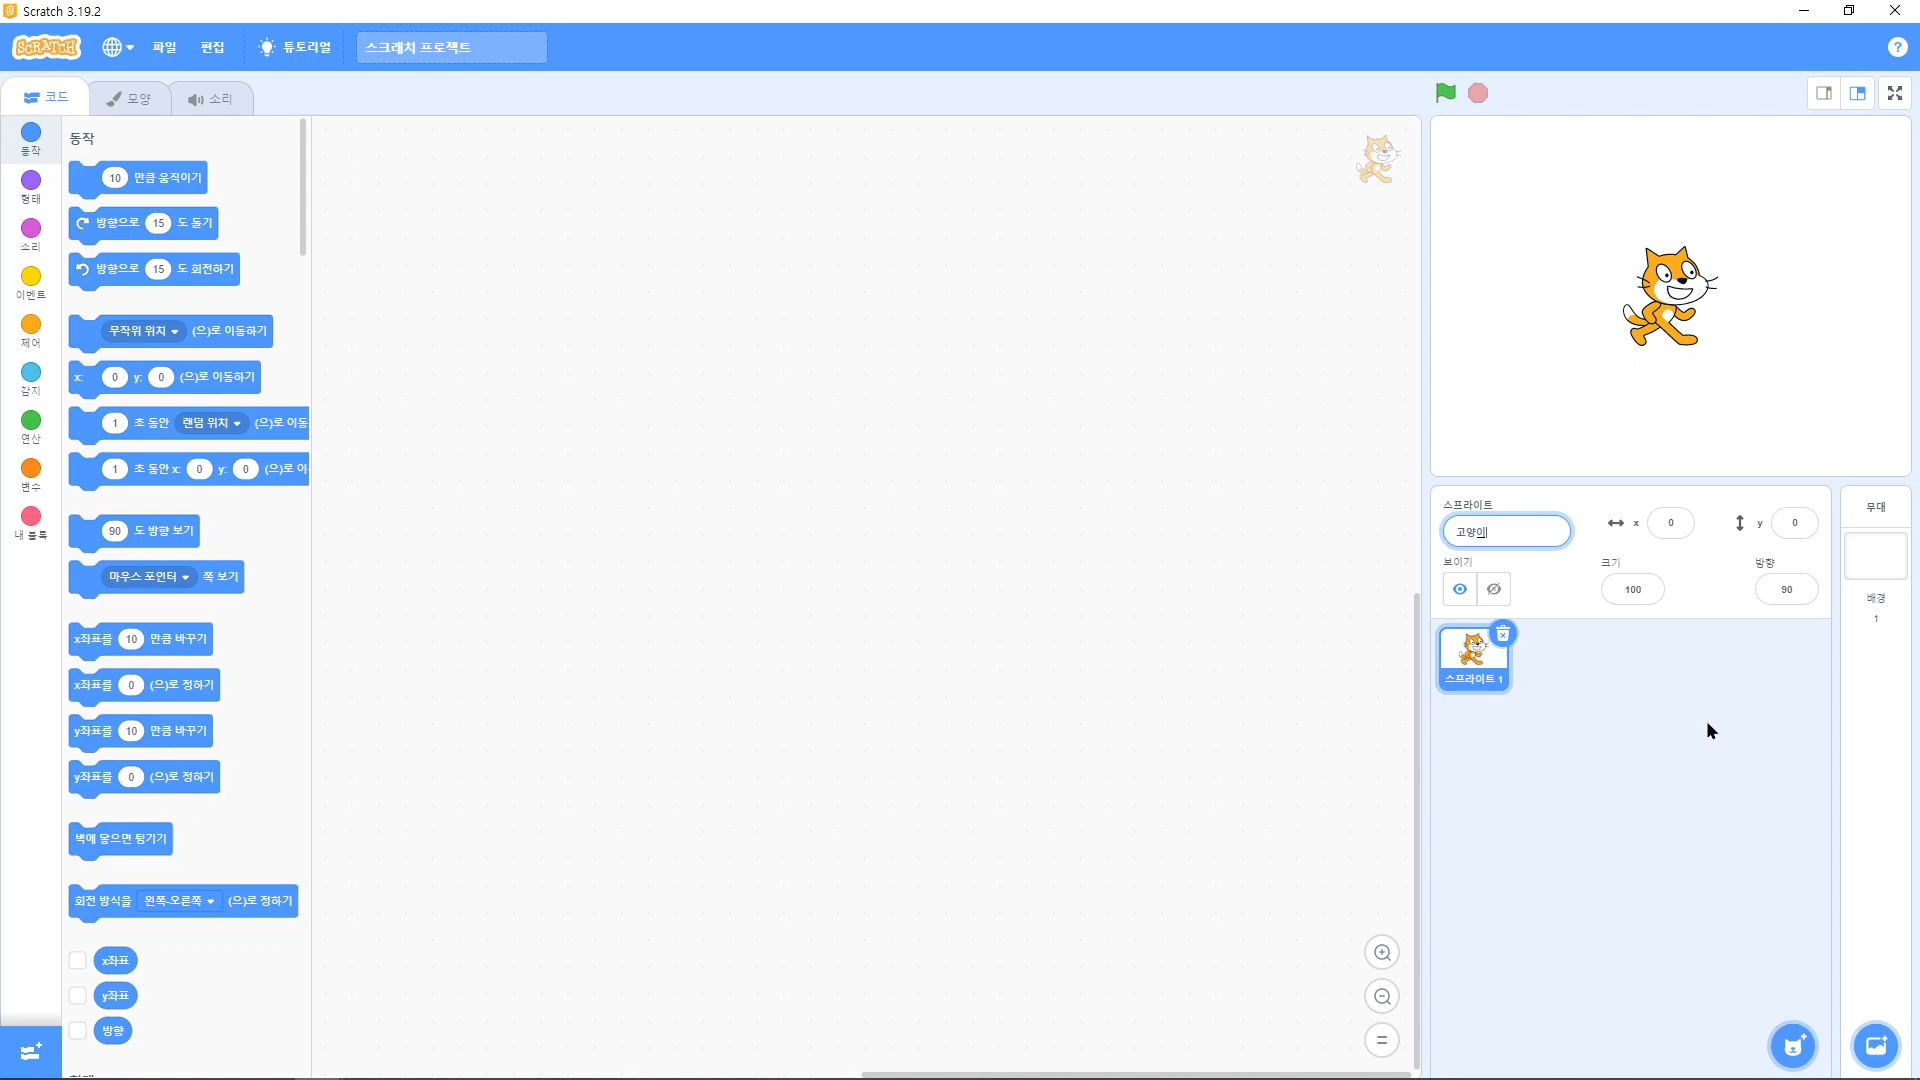 Scratch 3.19.2
SCRATCH 파일 편집 튜토리얼 스크래치 프로젝트 ?
코드 모양 소리
동작
형태
소리
이벤트
제어
감지
연산
변수
내 블록
동작
10 만큼 움직이기
방향으로 15 도 돌기
방향으로 15 도 회전하기
무작위 위치 (으)로 이동하기
x: 0 y: 0 (으)로 이동하기
1 초 동안 랜덤 위치 (으)로 이동
1 초 동안 x: 0 y: 0 (으)로 이
90 도 방향 보기
마우스 포인터 쪽 보기
x좌표를 10 만큼 바꾸기
x좌표를 0 (으)로 정하기
y좌표를 10 만큼 바꾸기
y좌표를 0 (으)로 정하기
벽에 닿으면 튕기기
회전 방식을 왼쪽-오른쪽 (으)로 정하기
x좌표
y좌표
방향
스프라이트
고양이
x 0 y 0
보이기 크기 방향
100 90
스프라이트 1
무대
배경
1